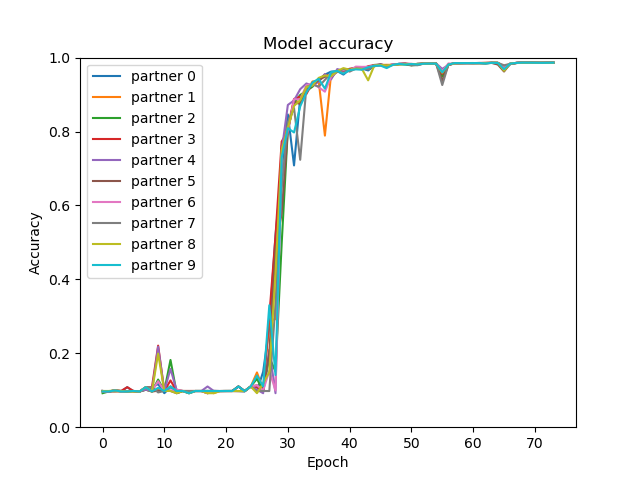 Model accuracy
Accuracy
1.0
0.8
0.6
0.4
0.2
0.0
partner 0
partner 1
partner 2
partner 3
partner 4
partner 5
partner 6
partner 7
partner 8
partner 9
0 10 20 30 40 50 60 70
Epoch